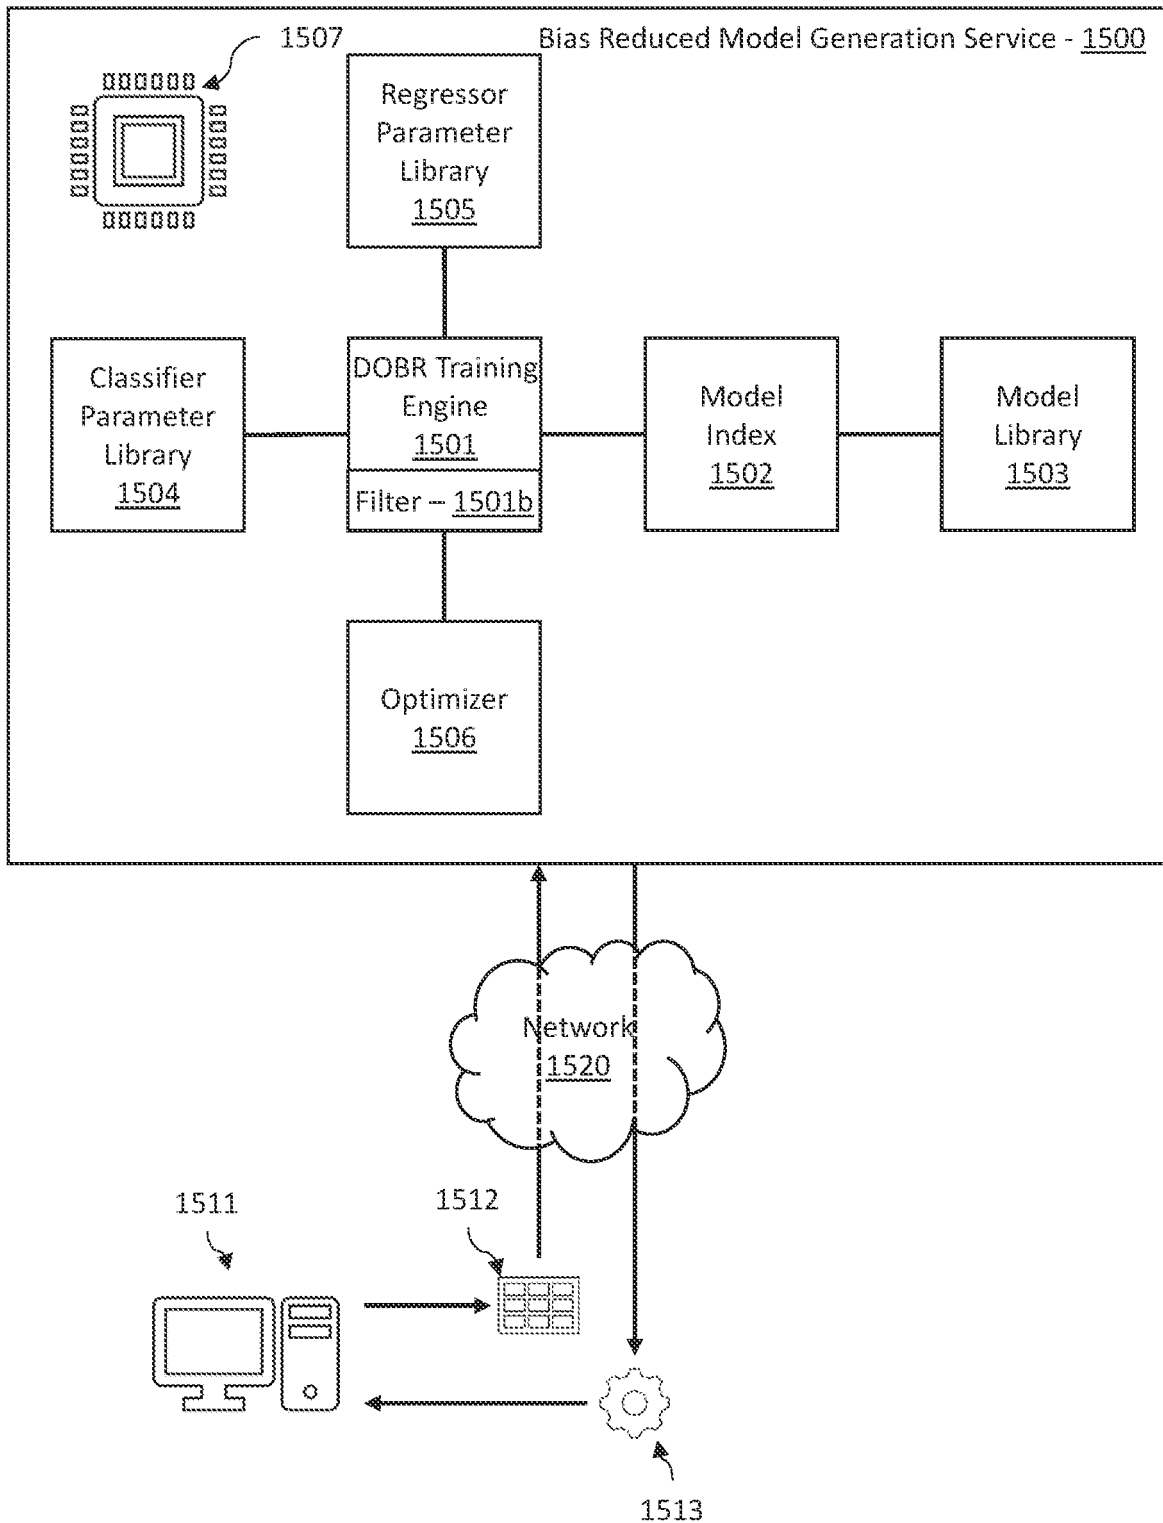 1507
Bias Reduced Model Generation Service - 1500
Regressor
Parameter
Library
1505
Classifier
Parameter
Library
1504
DOBR Training
Engine
1501
Filter – 1501b
Model
Index
1502
Model
Library
1503
Optimizer
1506
Network
1520
1511
1512
1513